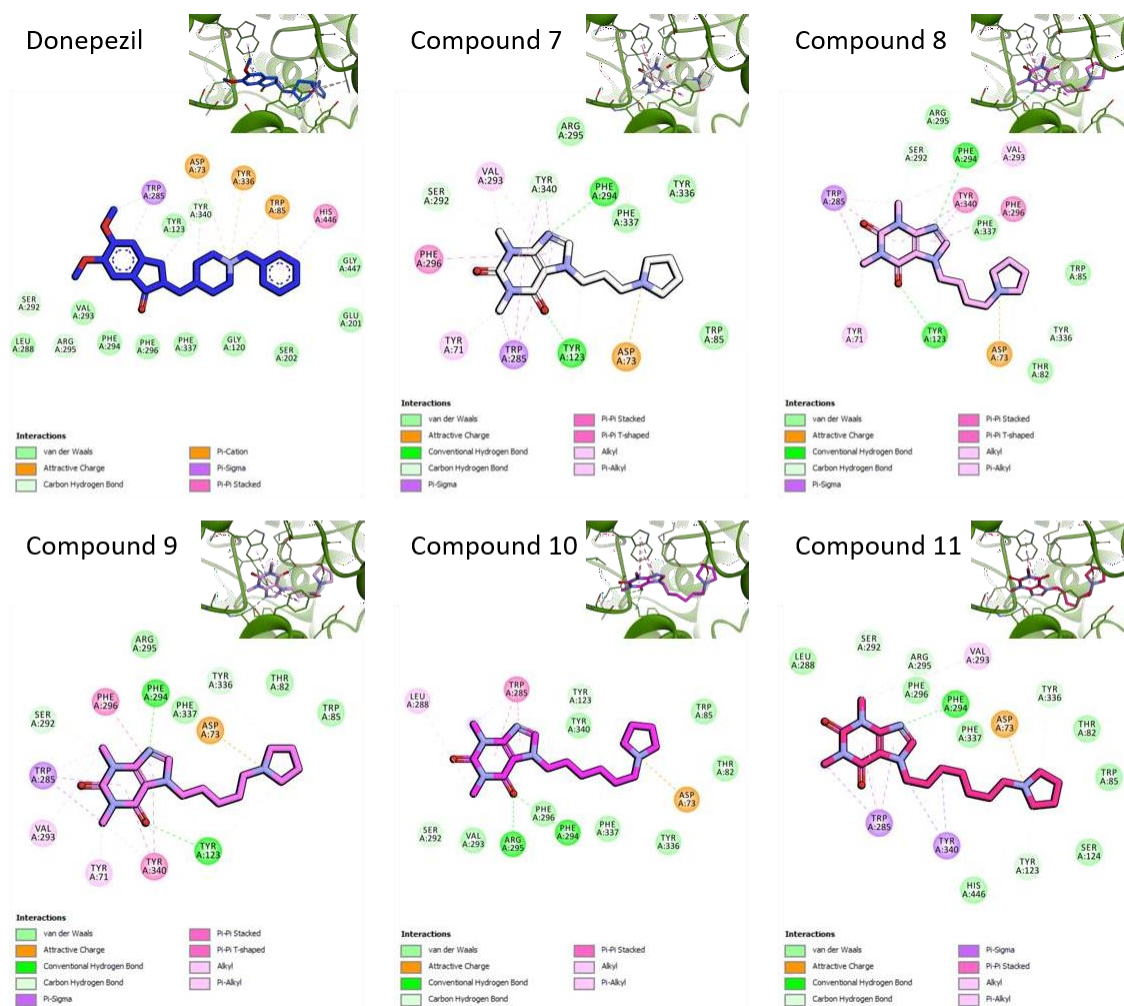 Donepezil
ASP
A:73
TYR
A:336
TRP
A:285
TYR
A:340
TRP
A:85
HIS
A:446
TYR
A:123
GLY
A:447
SER
A:292
VAL
A:293
GLU
A:201
LEU
A:288
ARG
A:295
PHE
A:294
PHE
A:296
PHE
A:337
GLY
A:120
SER
A:202
Interactions
van der Waals
Attractive Charge
Carbon Hydrogen Bond
Pi-Cation
Pi-Sigma
Pi-Pi Stacked
Compound 7
ARG
A:295
VAL
A:293
SER
A:292
TYR
A:340
PHE
A:294
TYR
A:336
PHE
A:337
PHE
A:296
TYR
A:71
TRP
A:285
TYR
A:123
ASP
A:73
TRP
A:85
Interactions
van der Waals
Attractive Charge
Conventional Hydrogen Bond
Carbon Hydrogen Bond
Pi-Sigma
Pi-Pi Stacked
Pi-Pi T-shaped
Alkyl
Pi-Alkyl
Compound 8
ARG
A:295
SER
A:292
PHE
A:294
VAL
A:293
TRP
A:285
TYR
A:340
PHE
A:296
PHE
A:337
TRP
A:85
TYR
A:71
TYR
A:123
ASP
A:73
TYR
A:336
THR
A:82
Interactions
van der Waals
Attractive Charge
Conventional Hydrogen Bond
Carbon Hydrogen Bond
Pi-Sigma
Pi-Pi Stacked
Pi-Pi T-shaped
Alkyl
Pi-Alkyl
Compound 9
ARG
A:295
PHE
A:296
PHE
A:294
TYR
A:336
THR
A:82
PHE
A:337
SER
A:292
ASP
A:73
TRP
A:85
TRP
A:285
VAL
A:293
TYR
A:71
TYR
A:340
TYR
A:123
Interactions
van der Waals
Attractive Charge
Conventional Hydrogen Bond
Carbon Hydrogen Bond
Pi-Sigma
Pi-Pi Stacked
Pi-Pi T-shaped
Alkyl
Pi-Alkyl
Compound 10
LEU
A:288
TRP
A:285
TYR
A:123
TYR
A:340
TRP
A:85
THR
A:82
ASP
A:73
SER
A:292
VAL
A:293
ARG
A:295
PHE
A:296
PHE
A:294
PHE
A:337
TYR
A:336
Interactions
van der Waals
Attractive Charge
Conventional Hydrogen Bond
Carbon Hydrogen Bond
Pi-Pi Stacked
Alkyl
Pi-Alkyl
Compound 11
LEU
A:288
SER
A:292
ARG
A:295
VAL
A:293
PHE
A:296
PHE
A:294
TYR
A:336
PHE
A:337
ASP
A:73
THR
A:82
TRP
A:85
TRP
A:285
TYR
A:340
SER
A:124
TYR
A:123
HIS
A:446
Interactions
van der Waals
Attractive Charge
Conventional Hydrogen Bond
Carbon Hydrogen Bond
Pi-Sigma
Pi-Pi Stacked
Alkyl
Pi-Alkyl